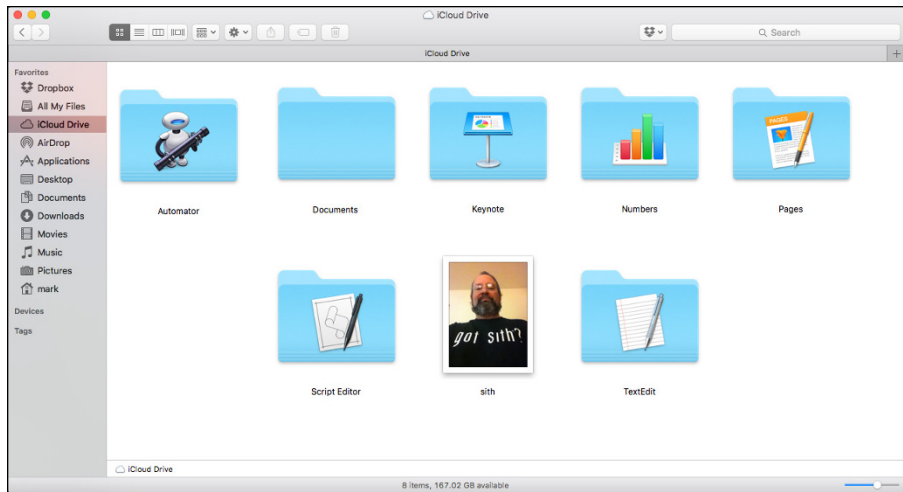 iCloud Drive
Search
iCloud Drive
Favorites
Dropbox
All My Files
iCloud Drive
AirDrop
Applications
Desktop
Documents
Downloads
Movies
Music
Pictures
mark
Devices
Tags
Automator
Documents
KEYNOTE
Keynote
Numbers
PAGES
Pages
Script Editor
got sith?
sith
TextEdit
iCloud Drive
8 items, 167.02 GB available